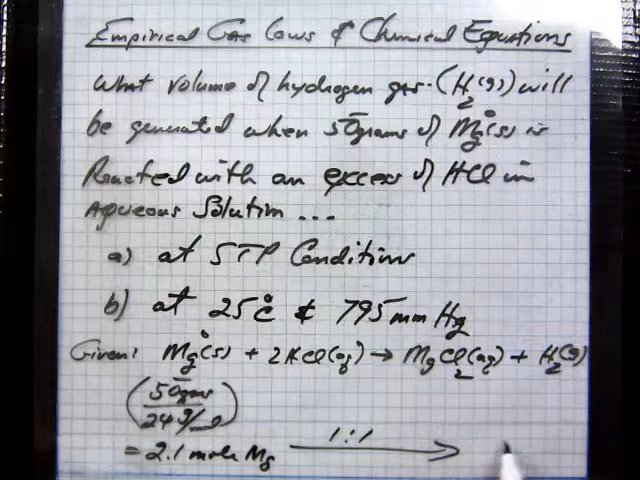 Empirical Gas Laws & Chemical Equations
What volume of hydrogen gas (H₂(g)) will
be generated when 50 grams of Mg°(s) is
Reacted with an excess of HCl in
Aqueous Solution ...
a) at STP Conditions
b) at 25°C & 795 mm Hg
Given: Mg°(s) + 2HCl(aq) → MgCl₂(aq) + H₂(g)
(50 gms / 24 g/mole)
= 2.1 mole Mg 1:1 →